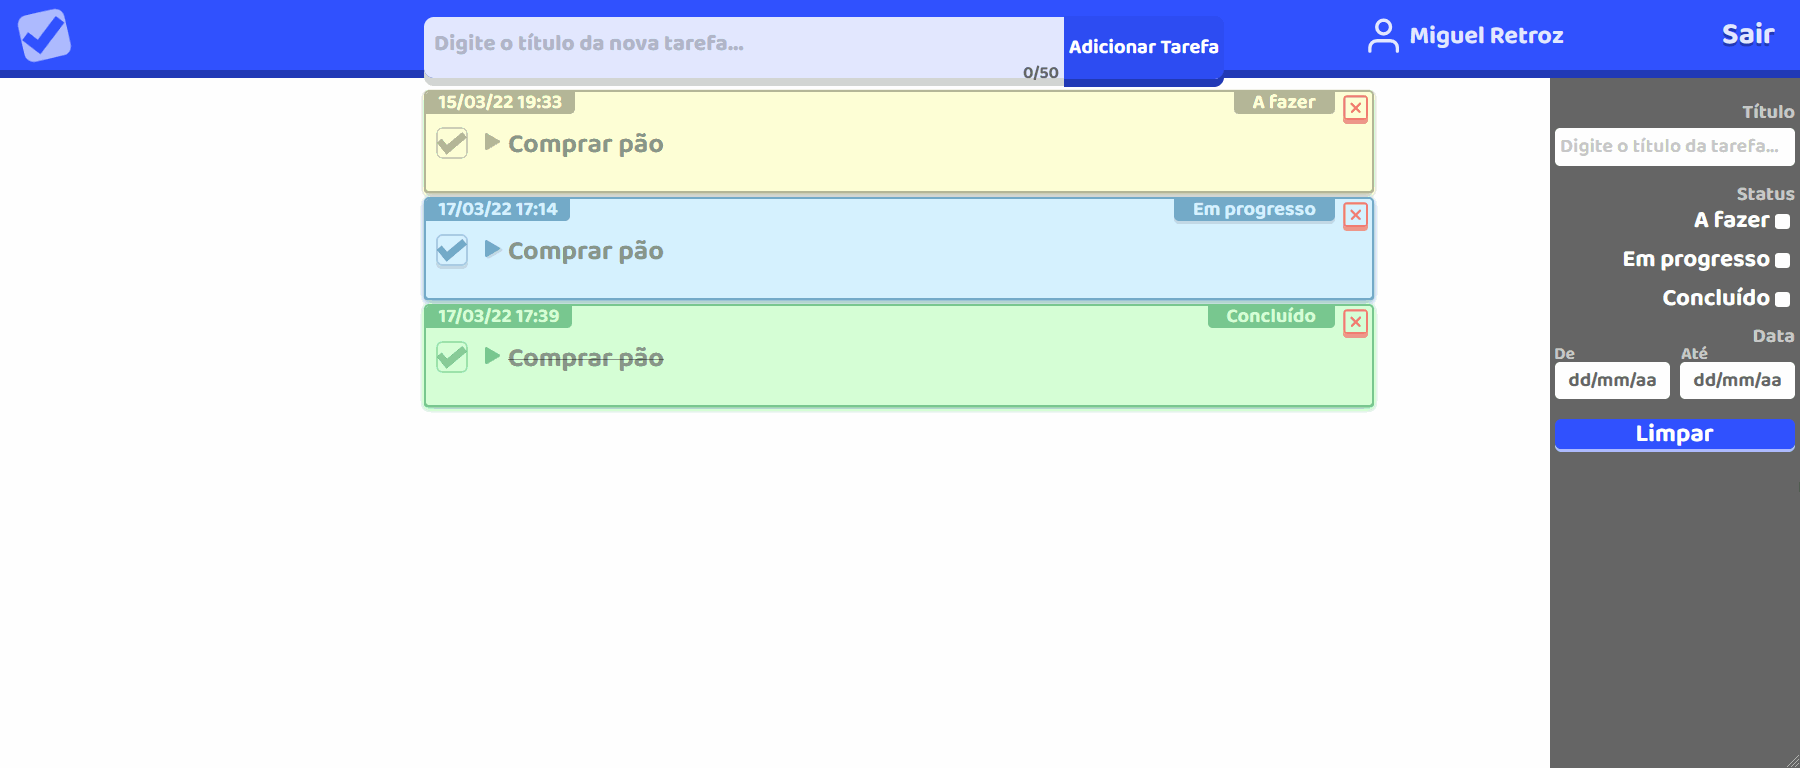 Digite o título da nova tarefa...
0/50
Adicionar Tarefa
Miguel Retroz
Sair
15/03/22 19:33
A fazer
Comprar pão
17/03/22 17:14
Em progresso
Comprar pão
17/03/22 17:39
Concluído
Comprar pão
Título
Digite o título da tarefa...
Status
A fazer
Em progresso
Concluído
Data
De Até
dd/mm/aa dd/mm/aa
Limpar